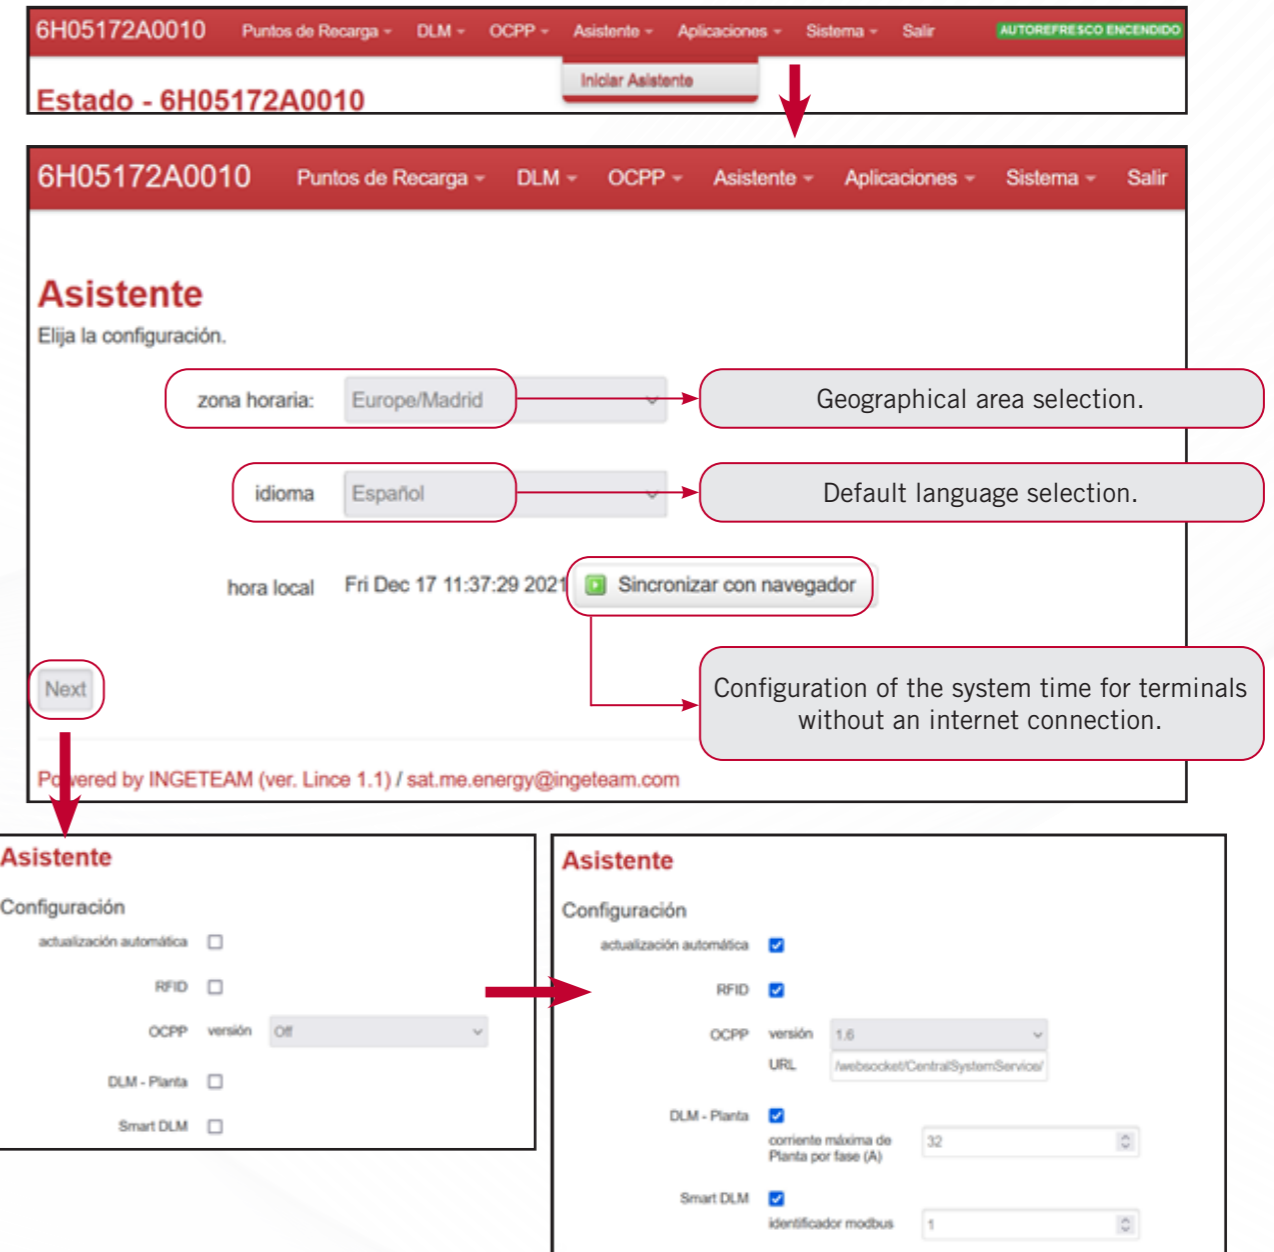 6H05172A0010 Puntos de Recarga DLM OCPP Asistente Aplicaciones Sistema Salir AUTOREFRESCO ENCENDIDO
Iniciar Asistente
Estado - 6H05172A0010
6H05172A0010 Puntos de Recarga DLM OCPP Asistente Aplicaciones Sistema Salir
Asistente
Elija la configuración.
zona horaria: Europe/Madrid
Geographical area selection.
idioma Español
Default language selection.
hora local Fri Dec 17 11:37:29 2021 Sincronizar con navegador
Next
Configuration of the system time for terminals
without an internet connection.
Powered by INGETEAM (ver. Lince 1.1) / sat.me.energy@ingeteam.com
Asistente
Configuración
actualización automática
RFID
OCPP versión Off
DLM - Planta
Smart DLM
Asistente
Configuración
actualización automática
RFID
OCPP versión 1.6
URL /websocket/CentralSystemService/
DLM - Planta
corriente máxima de
Planta por fase (A) 32
Smart DLM
identificador modbus 1